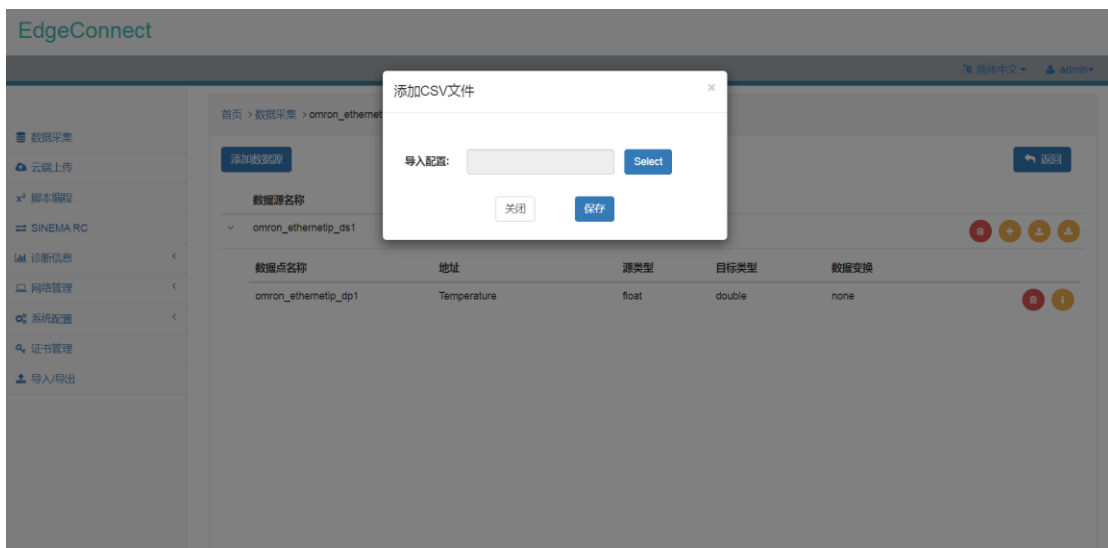 EdgeConnect
简体中文 admin
添加CSV文件 ×
首页 > 数据采集 > omron_ethernet
数据采集
云端上传
脚本编程
SINEMA RC
诊断信息
网络管理
系统配置
证书管理
导入/导出
添加数据源
返回
导入配置: Select
关闭 保存
数据源名称
omron_ethernetip_ds1
数据点名称 地址 源类型 目标类型 数据变换
omron_ethernetip_dp1 Temperature float double none